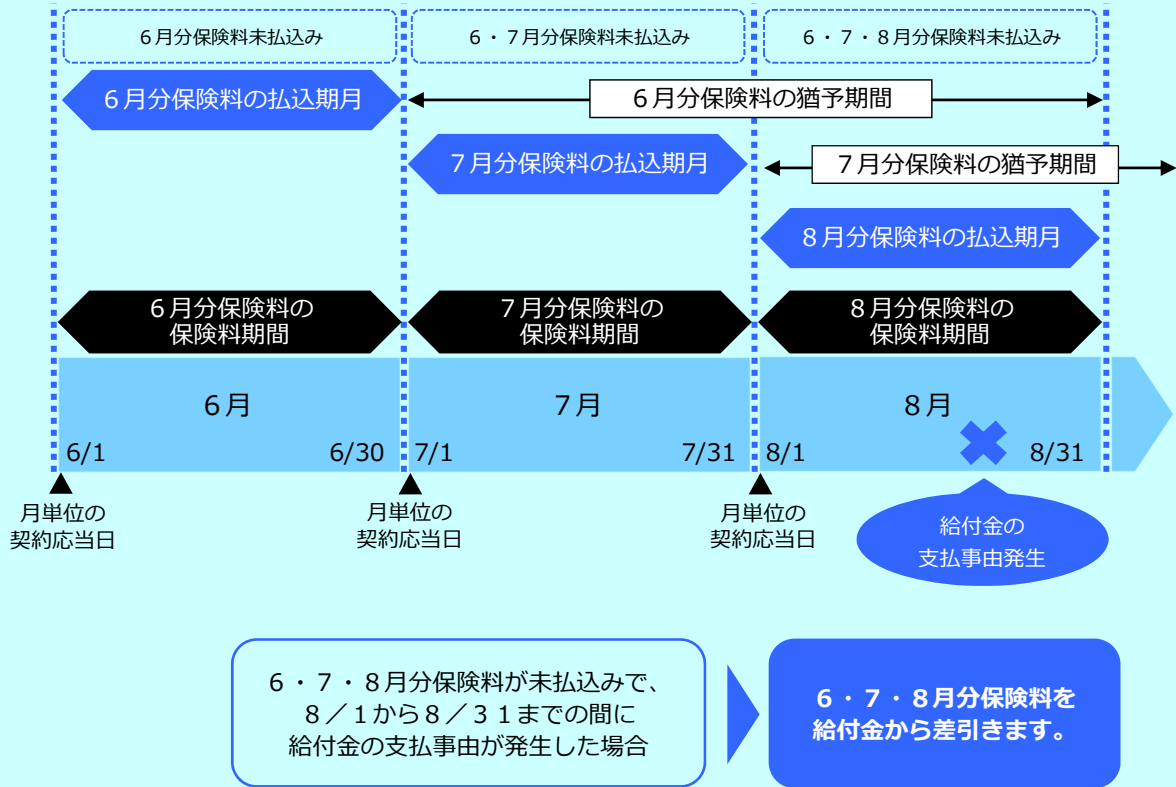 6月分保険料未払込み
6・7月分保険料未払込み
6・7・8月分保険料未払込み
6月分保険料の払込期月
6月分保険料の猶予期間
7月分保険料の払込期月
7月分保険料の猶予期間
8月分保険料の払込期月
6月分保険料の
保険料期間
7月分保険料の
保険料期間
8月分保険料の
保険料期間
6月
7月
8月
6/1
6/30
7/1
7/31
8/1
8/31
月単位の
契約応当日
月単位の
契約応当日
月単位の
契約応当日
給付金の
支払事由発生
6・7・8月分保険料が未払込みで、
8/1から8/31までの間に
給付金の支払事由が発生した場合
6・7・8月分保険料を
給付金から差引きます。